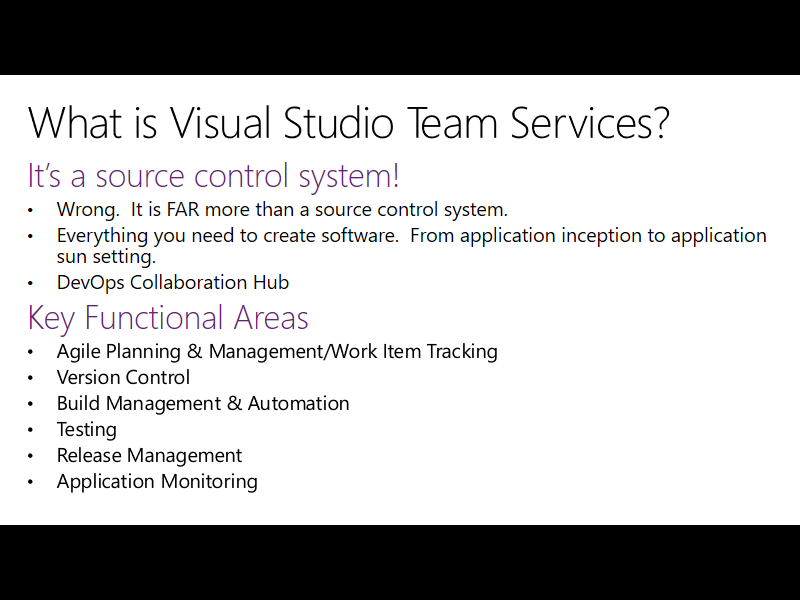 What is Visual Studio Team Services?
It's a source control system!
• Wrong.  It is FAR more than a source control system.
• Everything you need to create software.  From application inception to application
sun setting.
• DevOps Collaboration Hub
Key Functional Areas
• Agile Planning & Management/Work Item Tracking
• Version Control
• Build Management & Automation
• Testing
• Release Management
• Application Monitoring